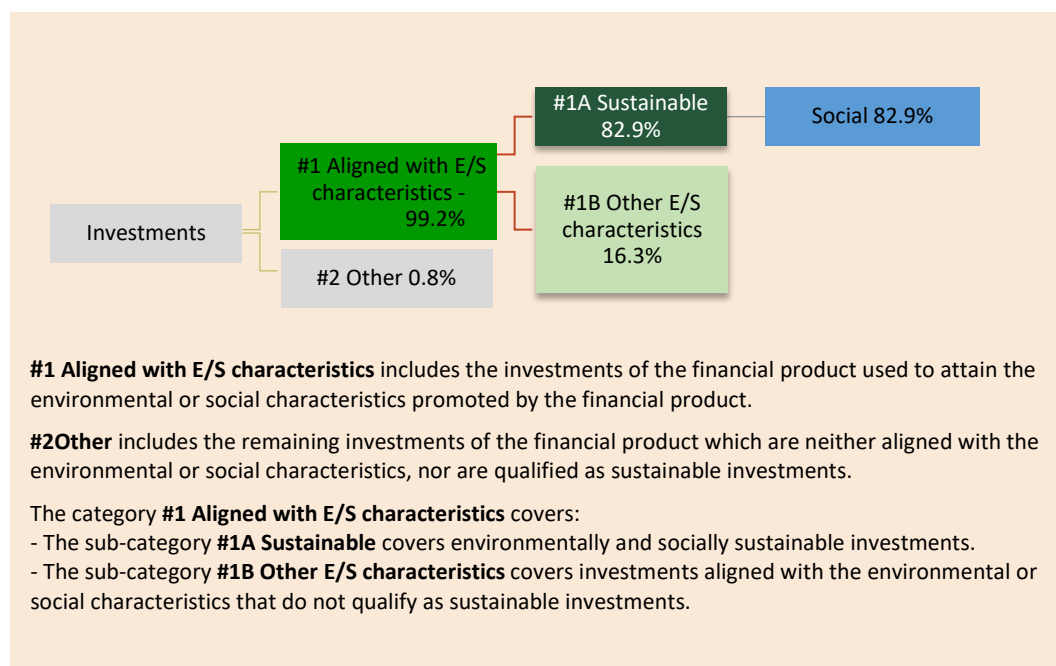 #1A Sustainable
82.9%
Social 82.9%
#1 Aligned with E/S
characteristics -
99.2%
#1B Other E/S
characteristics
16.3%
Investments
#2 Other 0.8%
#1 Aligned with E/S characteristics includes the investments of the financial product used to attain the
environmental or social characteristics promoted by the financial product.
#2Other includes the remaining investments of the financial product which are neither aligned with the
environmental or social characteristics, nor are qualified as sustainable investments.
The category #1 Aligned with E/S characteristics covers:
- The sub-category #1A Sustainable covers environmentally and socially sustainable investments.
- The sub-category #1B Other E/S characteristics covers investments aligned with the environmental or
social characteristics that do not qualify as sustainable investments.